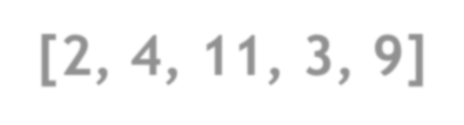 [2, 4, 11, 3, 9]